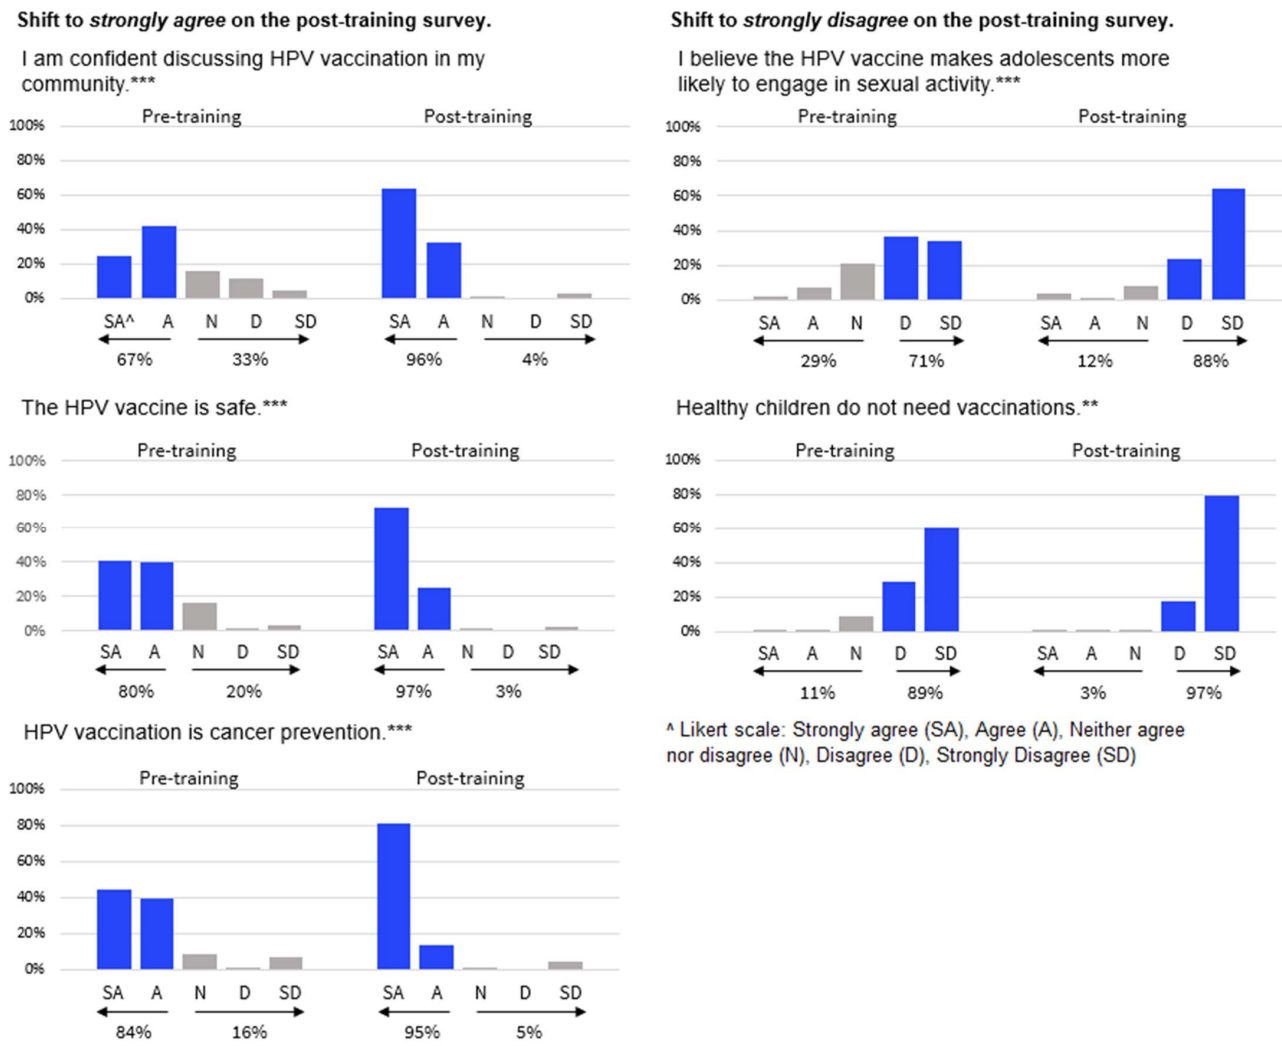 Shift to strongly agree on the post-training survey.
I am confident discussing HPV vaccination in my
community.***
Pre-training Post-training
100%
80%
60%
40%
20%
0%
SA^ A N D SD SA A N D SD
67% 33% 96% 4%
The HPV vaccine is safe.***
Pre-training Post-training
100%
80%
60%
40%
20%
0%
SA A N D SD SA A N D SD
80% 20% 97% 3%
HPV vaccination is cancer prevention.***
Pre-training Post-training
100%
80%
60%
40%
20%
0%
SA A N D SD SA A N D SD
84% 16% 95% 5%
Shift to strongly disagree on the post-training survey.
I believe the HPV vaccine makes adolescents more
likely to engage in sexual activity.***
Pre-training Post-training
100%
80%
60%
40%
20%
0%
SA A N D SD SA A N D SD
29% 71% 12% 88%
Healthy children do not need vaccinations.**
Pre-training Post-training
100%
80%
60%
40%
20%
0%
SA A N D SD SA A N D SD
11% 89% 3% 97%
^ Likert scale: Strongly agree (SA), Agree (A), Neither agree
nor disagree (N), Disagree (D), Strongly Disagree (SD)